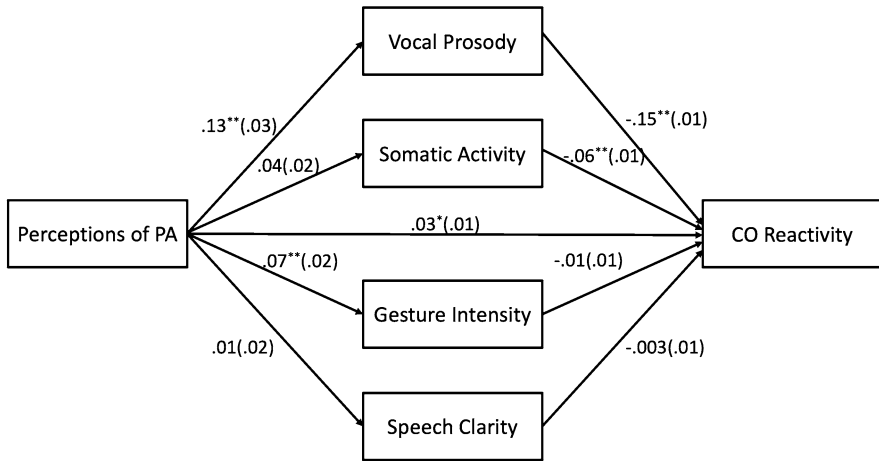 Vocal Prosody
.13**(.03)
-.15**(.01)
Somatic Activity
.04(.02)
-.06**(.01)
Perceptions of PA
.03*(.01)
CO Reactivity
.07**(.02)
-.01(.01)
Gesture Intensity
.01(.02)
-.003(.01)
Speech Clarity